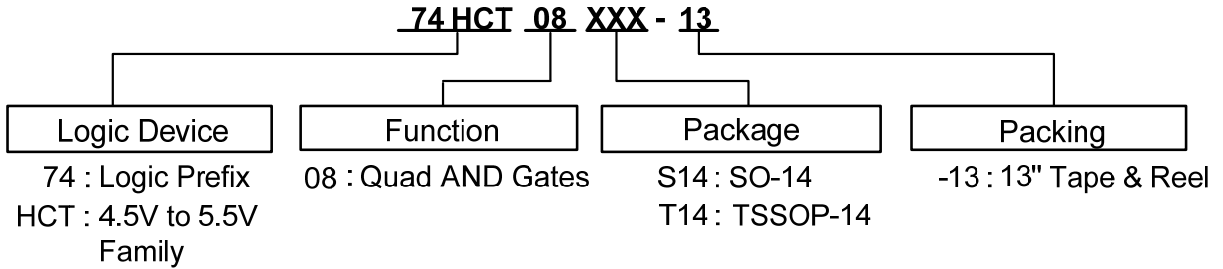 74 HCT 08 XXX - 13
Logic Device
Function
Package
Packing
74 : Logic Prefix
HCT : 4.5V to 5.5V
Family
08 : Quad AND Gates
S14 : SO-14
T14 : TSSOP-14
-13 : 13" Tape & Reel